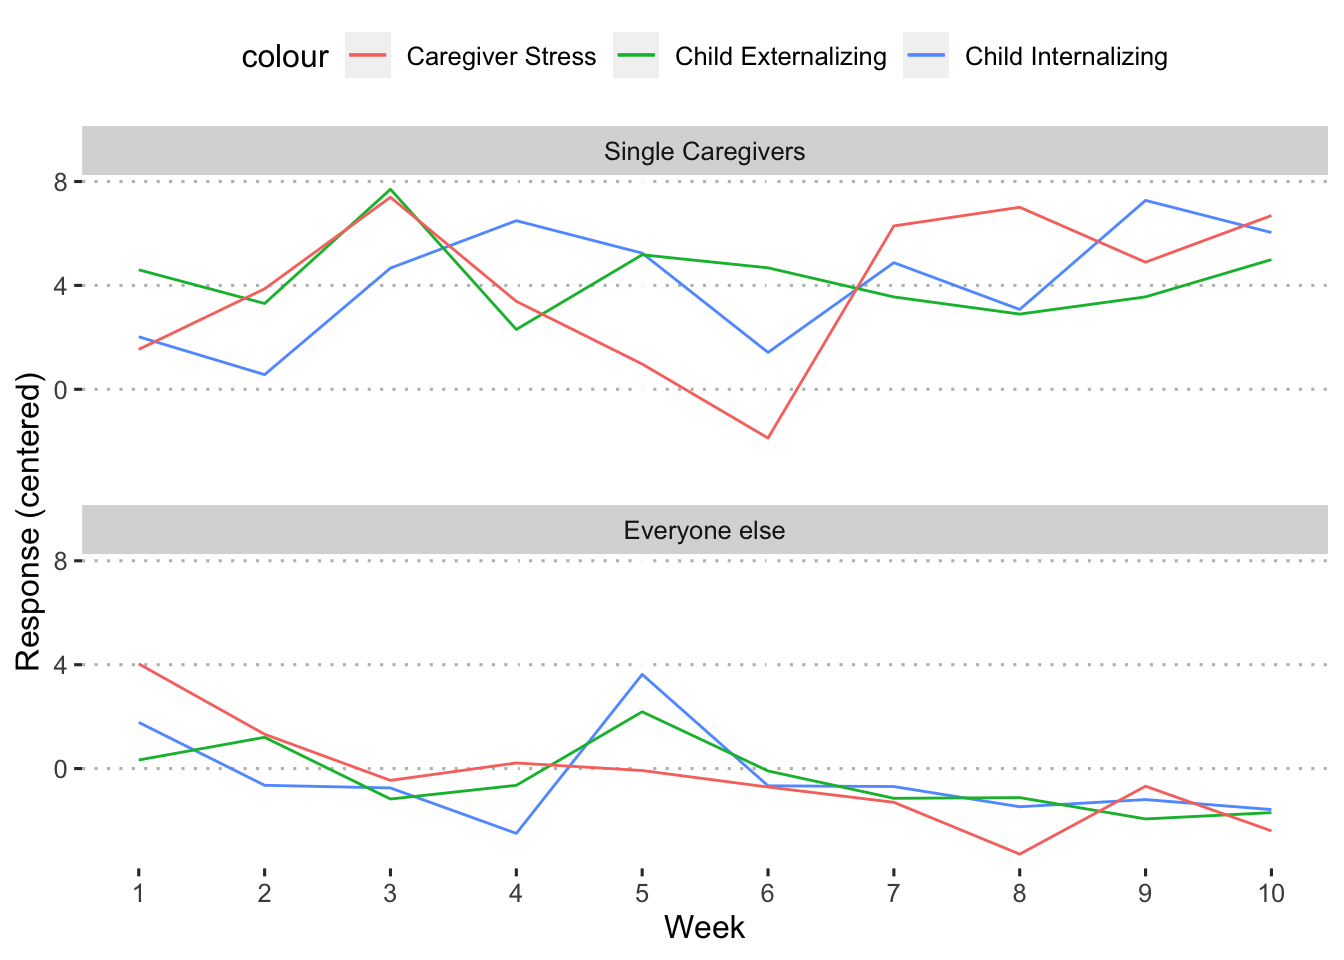 colour Caregiver Stress Child Externalizing Child Internalizing
Single Caregivers
8
4
0
Response (centered)
Everyone else
8
4
0
1 2 3 4 5 6 7 8 9 10
Week